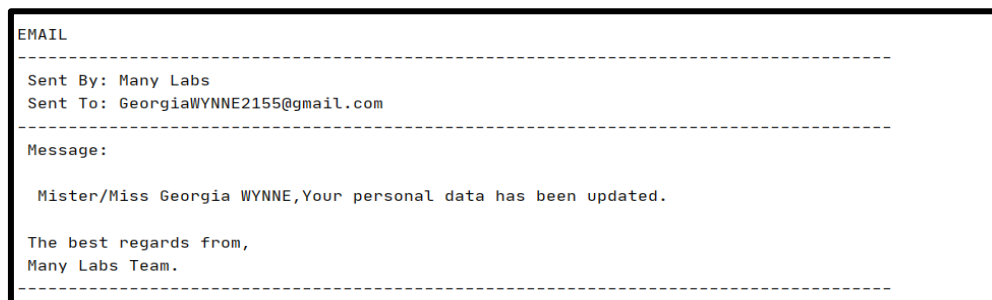 EMAIL
--------------------------------------------------------------------------------------
Sent By: Many Labs
Sent To: GeorgiaWYNNE2155@gmail.com
--------------------------------------------------------------------------------------
Message:
Mister/Miss Georgia WYNNE,Your personal data has been updated.
The best regards from,
Many Labs Team.
--------------------------------------------------------------------------------------